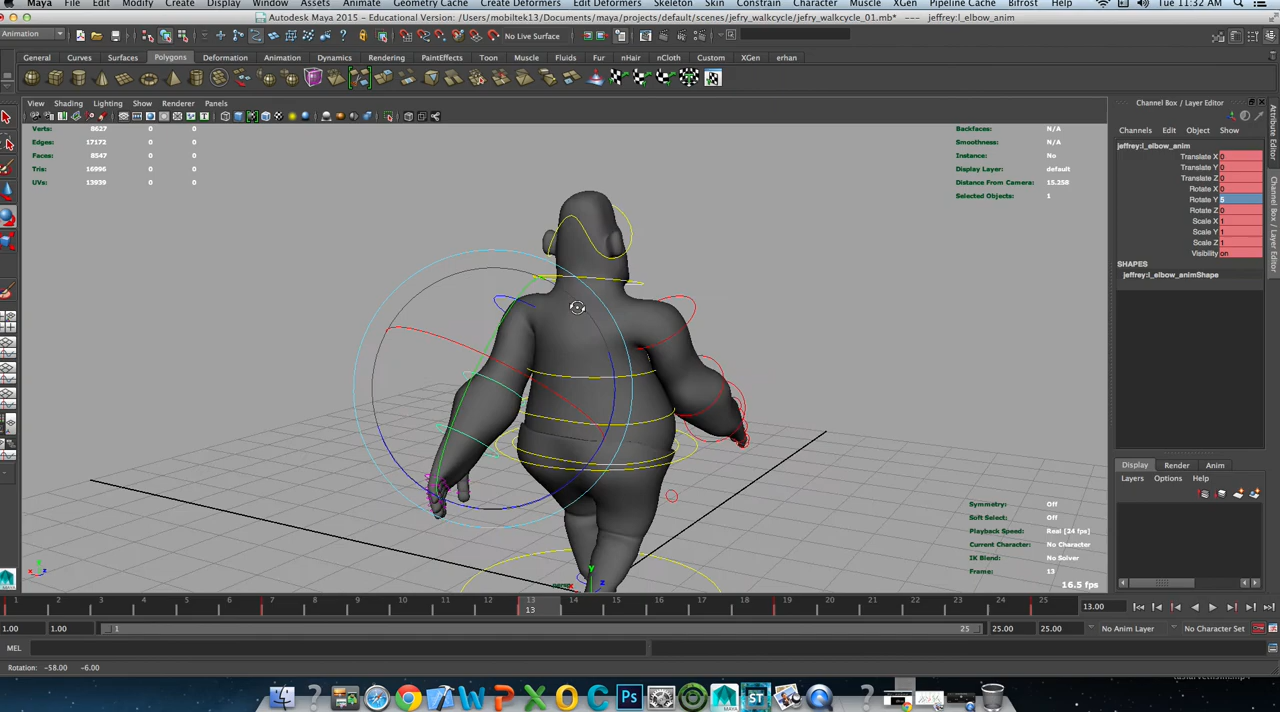 Maya File Edit Modify Create Display Window Assets Animate Geometry Cache Create Deformers Edit Deformers Skeleton Skin Constrain Character Muscle XGen Pipeline Cache Bifrost Help Tue 11:32 AM
Autodesk Maya 2015 - Educational Version: /Users/mobiltek13/Documents/maya/projects/default/scenes/jefry_walkcycle/jefry_walkcycle_01.mb* --- jeffrey:l_elbow_anim
Animation No Live Surface
General Curves Surfaces Polygons Deformation Animation Dynamics Rendering PaintEffects Toon Muscle Fluids Fur nHair nCloth Custom XGen erhan
View Shading Lighting Show Renderer Panels
Channel Box / Layer Editor
Channels Edit Object Show
Verts: 8627 0 0
Edges: 17172 0 0
Faces: 8547 0 0
Tris: 16996 0 0
UVs: 13939 0 0
Backfaces: N/A
Smoothness: N/A
Instance: No
Display Layer: default
Distance From Camera: 15.258
Selected Objects: 1
jeffrey:l_elbow_anim
Translate X 0
Translate Y 0
Translate Z 0
Rotate X 0
Rotate Y 5
Rotate Z 0
Scale X 1
Scale Y 1
Scale Z 1
Visibility on
SHAPES
jeffrey:l_elbow_animShape
Attribute Editor
Channel Box / Layer Editor
Display Render Anim
Layers Options Help
Symmetry: Off
Soft Select: Off
Playback Speed: Real [24 fps]
Current Character: No Character
IK Blend: No Solver
Frame: 13
16.5 fps
persp
y
x z
1 2 3 4 5 6 7 8 9 10 11 12 13 14 15 16 17 18 19 20 21 22 23 24 25 13.00
13
1.00 1.00 1 25 25.00 25.00 No Anim Layer No Character Set
MEL
Rotation: -58.00 -6.00